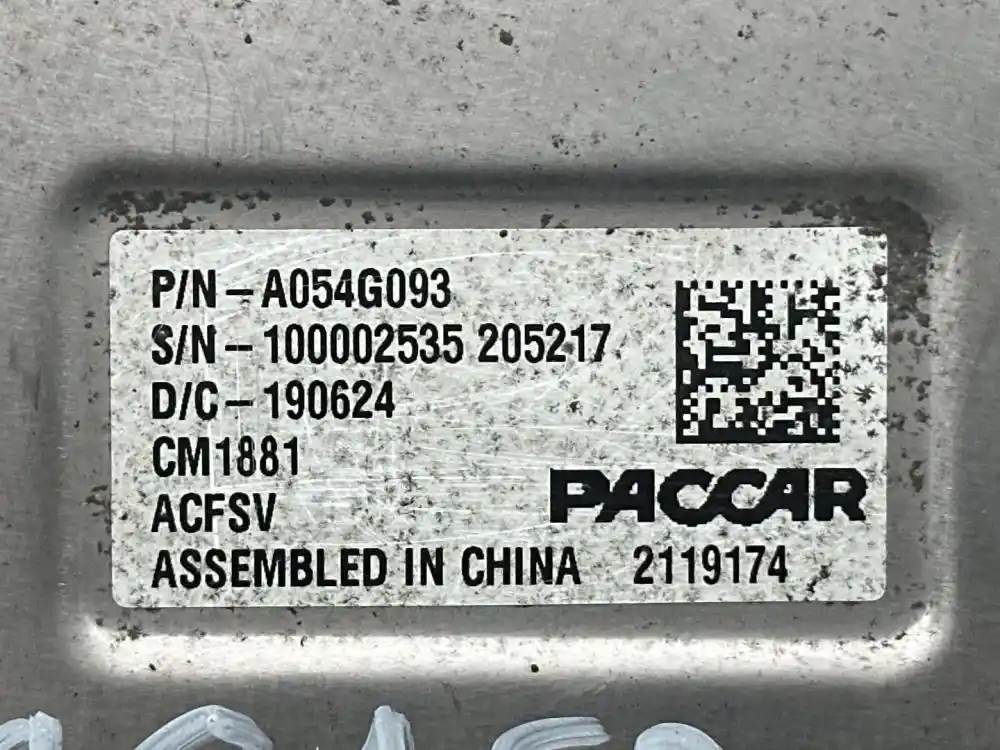 P/N – A054G093
S/N – 100002535 205217
D/C – 190624
CM1881
ACFSV
PACCAR
ASSEMBLED IN CHINA 2119174